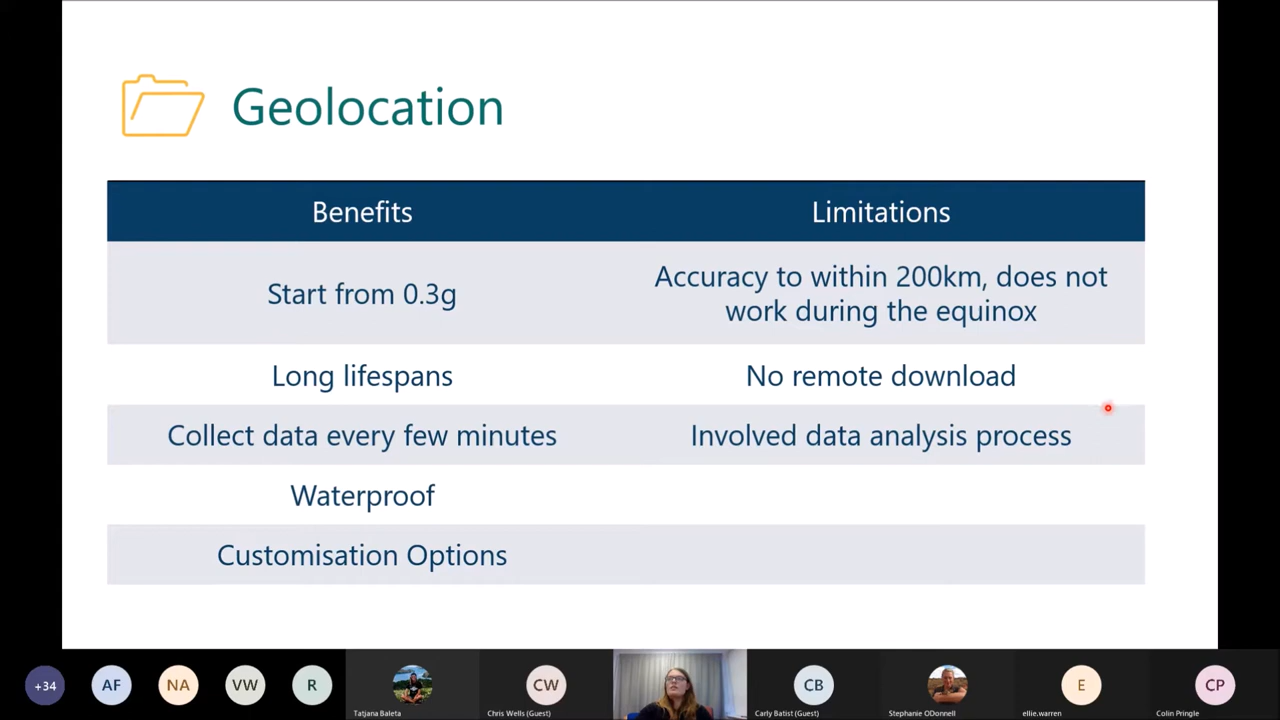 Geolocation
Benefits
Limitations
Start from 0.3g
Accuracy to within 200km, does not
work during the equinox
Long lifespans
No remote download
Collect data every few minutes
Involved data analysis process
Waterproof
Customisation Options
+34
AF
NA
VW
R
Tatjana Baleta
CW
Chris Wells (Guest)
CB
Carly Batist (Guest)
Stephanie ODonnell
E
ellie.warren
CP
Colin Pringle